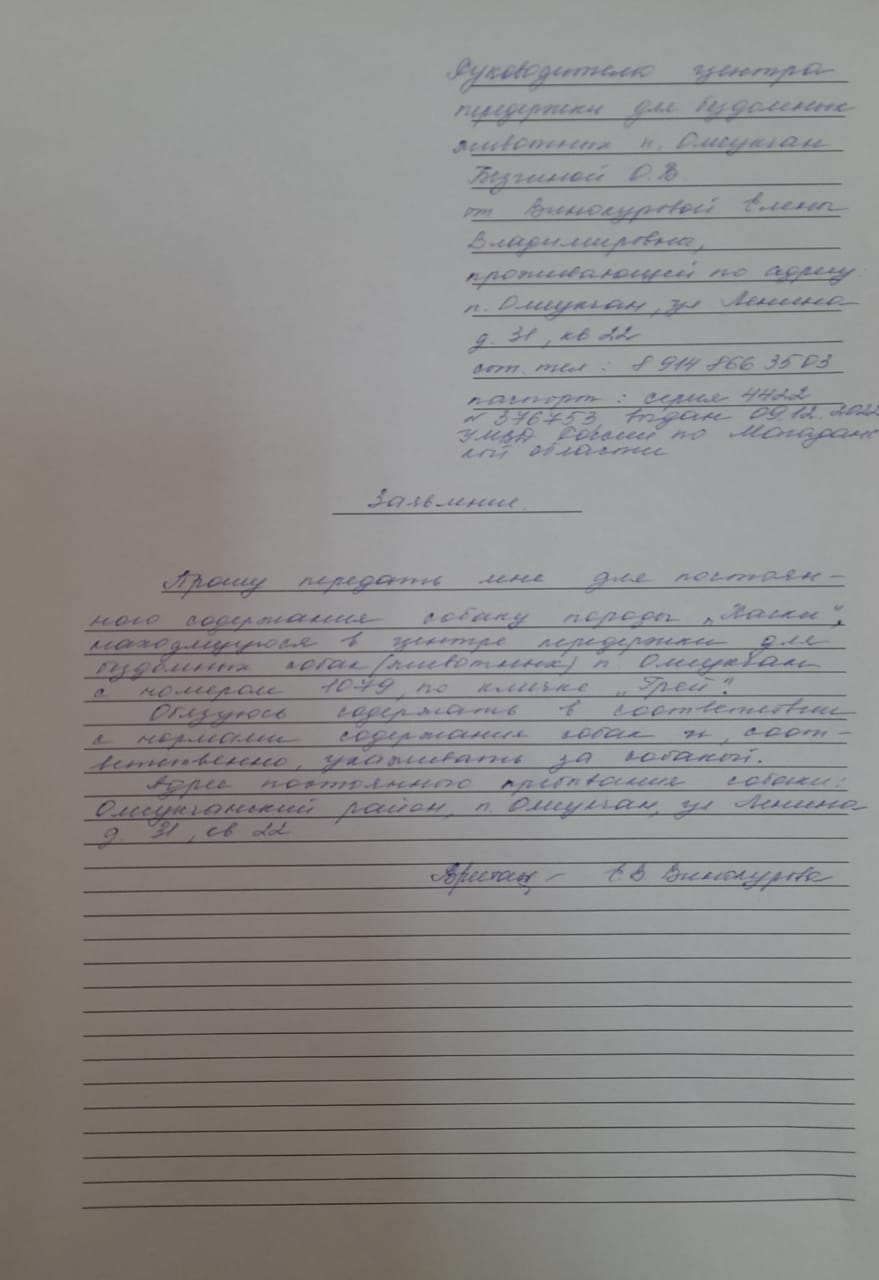 Руководителю центра
передержки для бездомных
животных п. Омсукчан
Безгиной О.В.
от Винокуровой Елены
Владимировны,
проживающей по адресу:
п. Омсукчан, ул Ленина
д. 31, кв 22
сот. тел: 8 914 866 3503
паспорт: серия 4422
N 376753 выдан 09.12.2022
УМВД России по Магаданс
кой области
Заявление.
Прошу передать мне для постоян-
ного содержания собаку породы „Хаски",
находящуюся в центре передержки для
бездомных собак (животных) п. Омсукчан
с номером 1079, по кличке „Грей".
Обязуюсь содержать в соответствии
с нормами содержания собак и, соот-
ветственно, ухаживать за собакой.
Адрес постоянного пребывания собаки:
Омсукчанский район, п. Омсукчан, ул Ленина
д. 31, кв 22
Е.В. Винокурова